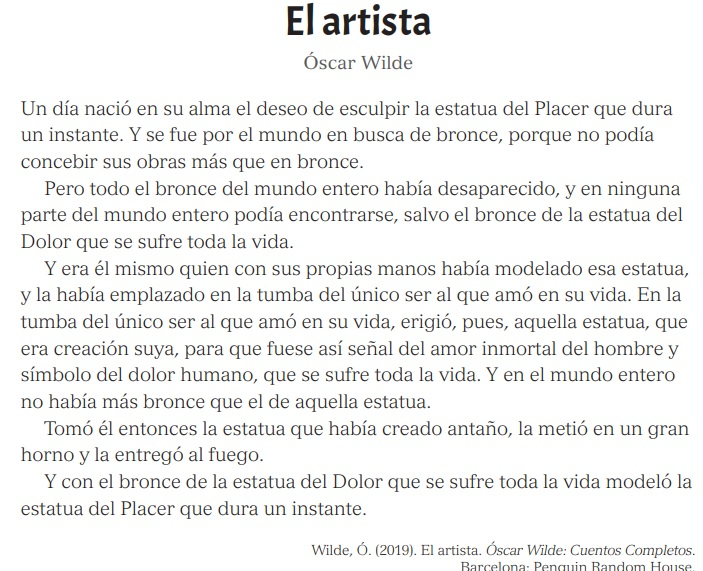 El artista
Óscar Wilde
Un día nació en su alma el deseo de esculpir la estatua del Placer que dura
un instante. Y se fue por el mundo en busca de bronce, porque no podía
concebir sus obras más que en bronce.
Pero todo el bronce del mundo entero había desaparecido, y en ninguna
parte del mundo entero podía encontrarse, salvo el bronce de la estatua del
Dolor que se sufre toda la vida.
Y era él mismo quien con sus propias manos había modelado esa estatua,
y la había emplazado en la tumba del único ser al que amó en su vida. En la
tumba del único ser al que amó en su vida, erigió, pues, aquella estatua, que
era creación suya, para que fuese así señal del amor inmortal del hombre y
símbolo del dolor humano, que se sufre toda la vida. Y en el mundo entero
no había más bronce que el de aquella estatua.
Tomó él entonces la estatua que había creado antaño, la metió en un gran
horno y la entregó al fuego.
Y con el bronce de la estatua del Dolor que se sufre toda la vida modeló la
estatua del Placer que dura un instante.
Wilde, Ó. (2019). El artista. Óscar Wilde: Cuentos Completos.
Barcelona: Penguin Random House.